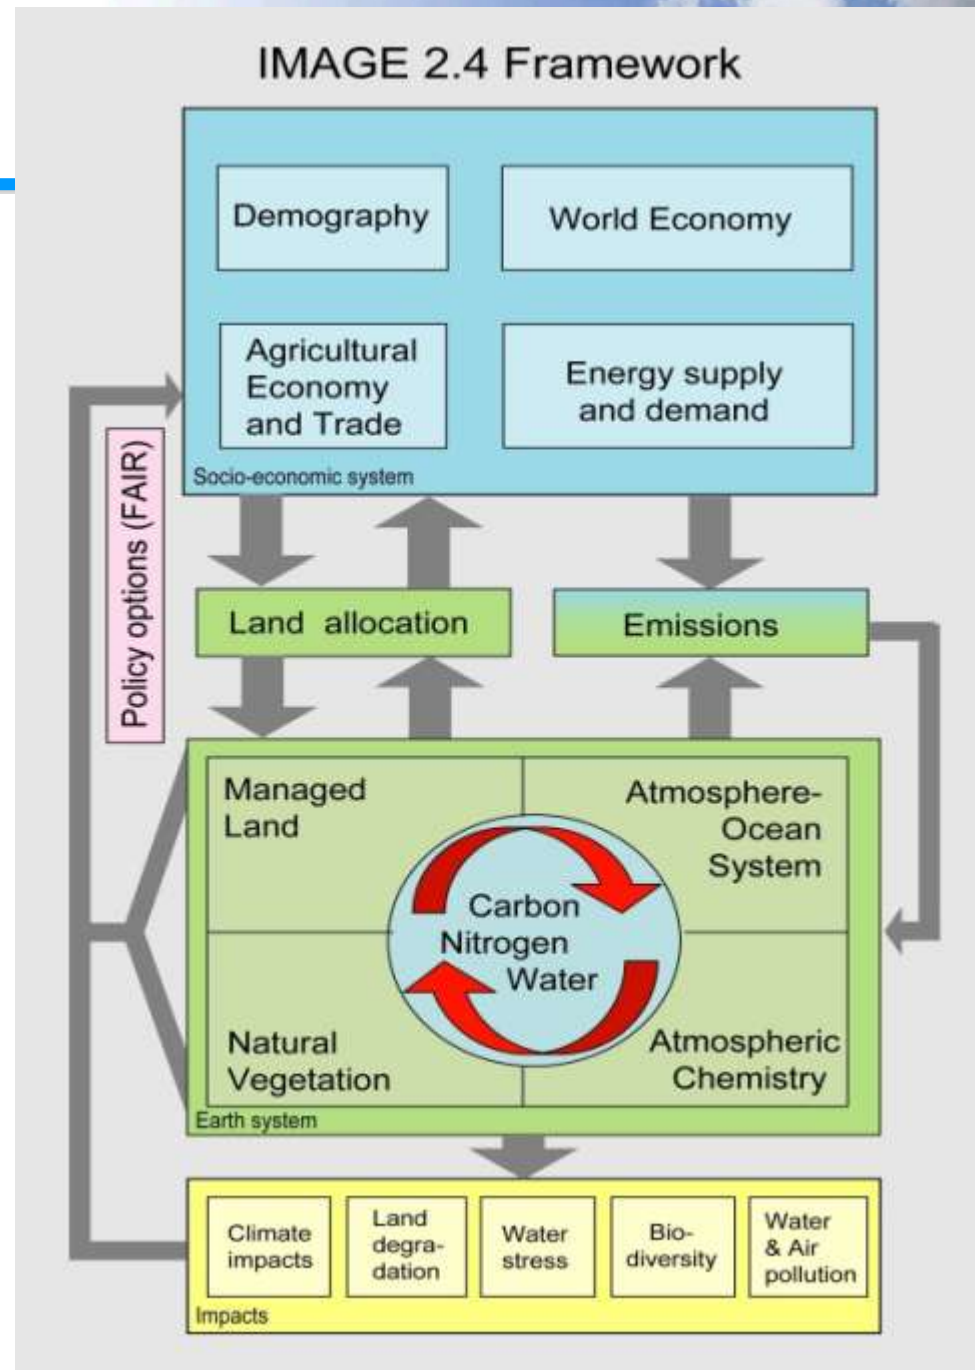 IMAGE 2.4 Framework
Demography
World Economy
Agricultural
Economy
and Trade
Energy supply
and demand
Socio-economic system
Policy options (FAIR)
Land allocation
Emissions
Managed
Land
Atmosphere-
Ocean
System
Carbon
Nitrogen
Water
Natural
Vegetation
Atmospheric
Chemistry
Earth system
Climate
impacts
Land
degra-
dation
Water
stress
Bio-
diversity
Water
& Air
pollution
Impacts